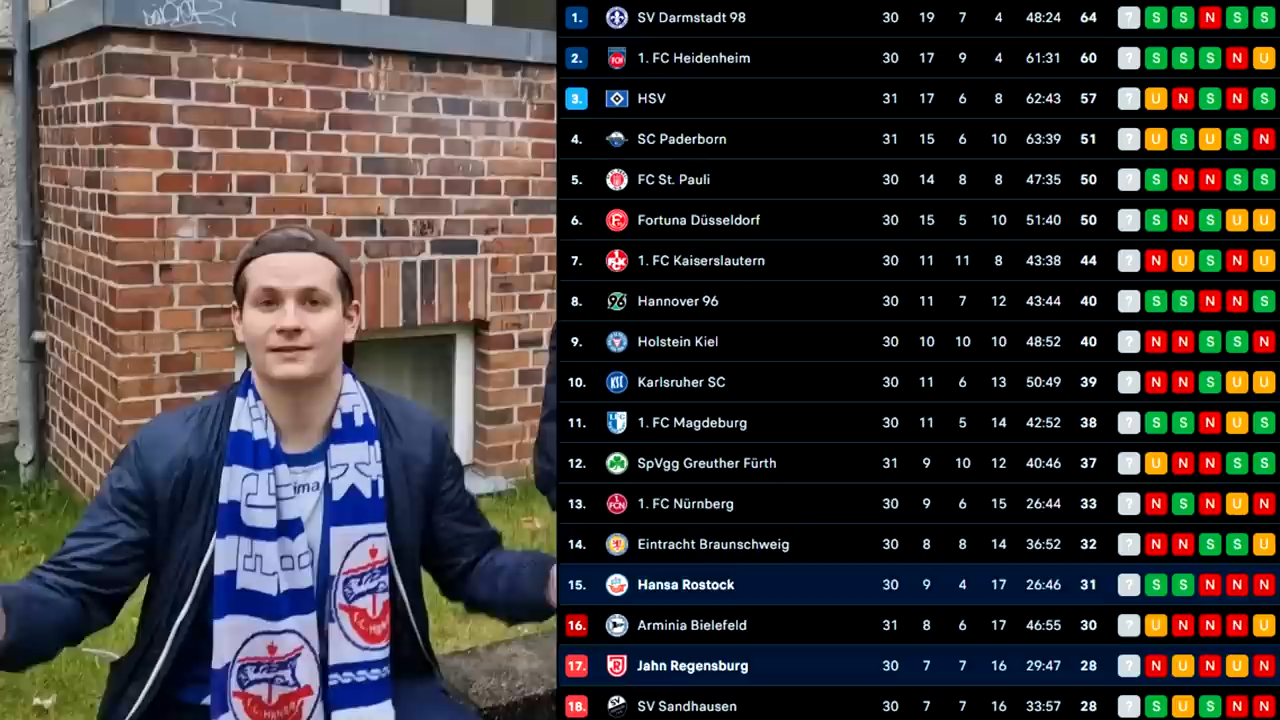 1. SV Darmstadt 98 30 19 7 4 48:24 64 ? S S N S S
2. 1. FC Heidenheim 30 17 9 4 61:31 60 ? S S S N U
3. HSV 31 17 6 8 62:43 57 ? U N S N S
4. SC Paderborn 31 15 6 10 63:39 51 ? U S U S N
5. FC St. Pauli 30 14 8 8 47:35 50 ? S N N S S
6. Fortuna Düsseldorf 30 15 5 10 51:40 50 ? S N S U U
7. 1. FC Kaiserslautern 30 11 11 8 43:38 44 ? N U S N U
8. Hannover 96 30 11 7 12 43:44 40 ? S S N N S
9. Holstein Kiel 30 10 10 10 48:52 40 ? N N S S N
10. Karlsruher SC 30 11 6 13 50:49 39 ? N N S U U
11. 1. FC Magdeburg 30 11 5 14 42:52 38 ? S S N U S
12. SpVgg Greuther Fürth 31 9 10 12 40:46 37 ? U N N S S
13. 1. FC Nürnberg 30 9 6 15 26:44 33 ? N S N U N
14. Eintracht Braunschweig 30 8 8 14 36:52 32 ? N N S S U
15. Hansa Rostock 30 9 4 17 26:46 31 ? S S N N N
16. Arminia Bielefeld 31 8 6 17 46:55 30 ? U N N N U
17. Jahn Regensburg 30 7 7 16 29:47 28 ? N U N U N
18. SV Sandhausen 30 7 7 16 33:57 28 ? S U S N N
ima